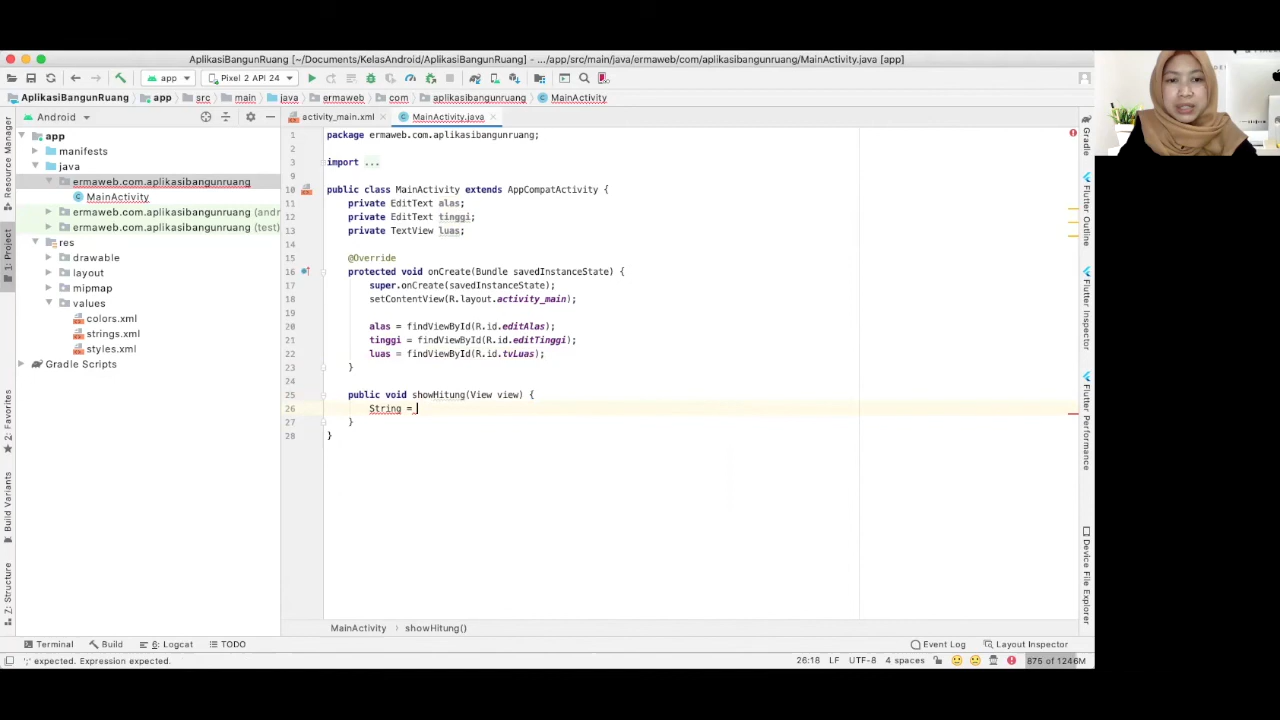 AplikasiBangunRuang [~/Documents/KelasAndroid/AplikasiBangunRuang] - .../app/src/main/java/ermaweb/com/aplikasibangunruang/MainActivity.java [app]
app
Pixel 2 API 24
AplikasiBangunRuang
app
src
main
java
ermaweb
com
aplikasibangunruang
MainActivity
Android
activity_main.xml
MainActivity.java
Resource Manager
1: Project
2: Favorites
Build Variants
7: Structure
app
manifests
java
ermaweb.com.aplikasibangunruang
MainActivity
ermaweb.com.aplikasibangunruang (andr
ermaweb.com.aplikasibangunruang (test)
res
drawable
layout
mipmap
values
colors.xml
strings.xml
styles.xml
Gradle Scripts
1 package ermaweb.com.aplikasibangunruang;
2
3 import ...
9
10 public class MainActivity extends AppCompatActivity {
11 private EditText alas;
12 private EditText tinggi;
13 private TextView luas;
14
15 @Override
16 protected void onCreate(Bundle savedInstanceState) {
17 super.onCreate(savedInstanceState);
18 setContentView(R.layout.activity_main);
19
20 alas = findViewById(R.id.editAlas);
21 tinggi = findViewById(R.id.editTinggi);
22 luas = findViewById(R.id.tvLuas);
23 }
24
25 public void showHitung(View view) {
26 String =
27 }
28 }
Gradle
Flutter Outline
Flutter Inspector
Flutter Performance
Device File Explorer
MainActivity
showHitung()
Terminal
Build
6: Logcat
TODO
Event Log
Layout Inspector
';' expected. Expression expected.
26:18
LF
UTF-8
4 spaces
875 of 1246M